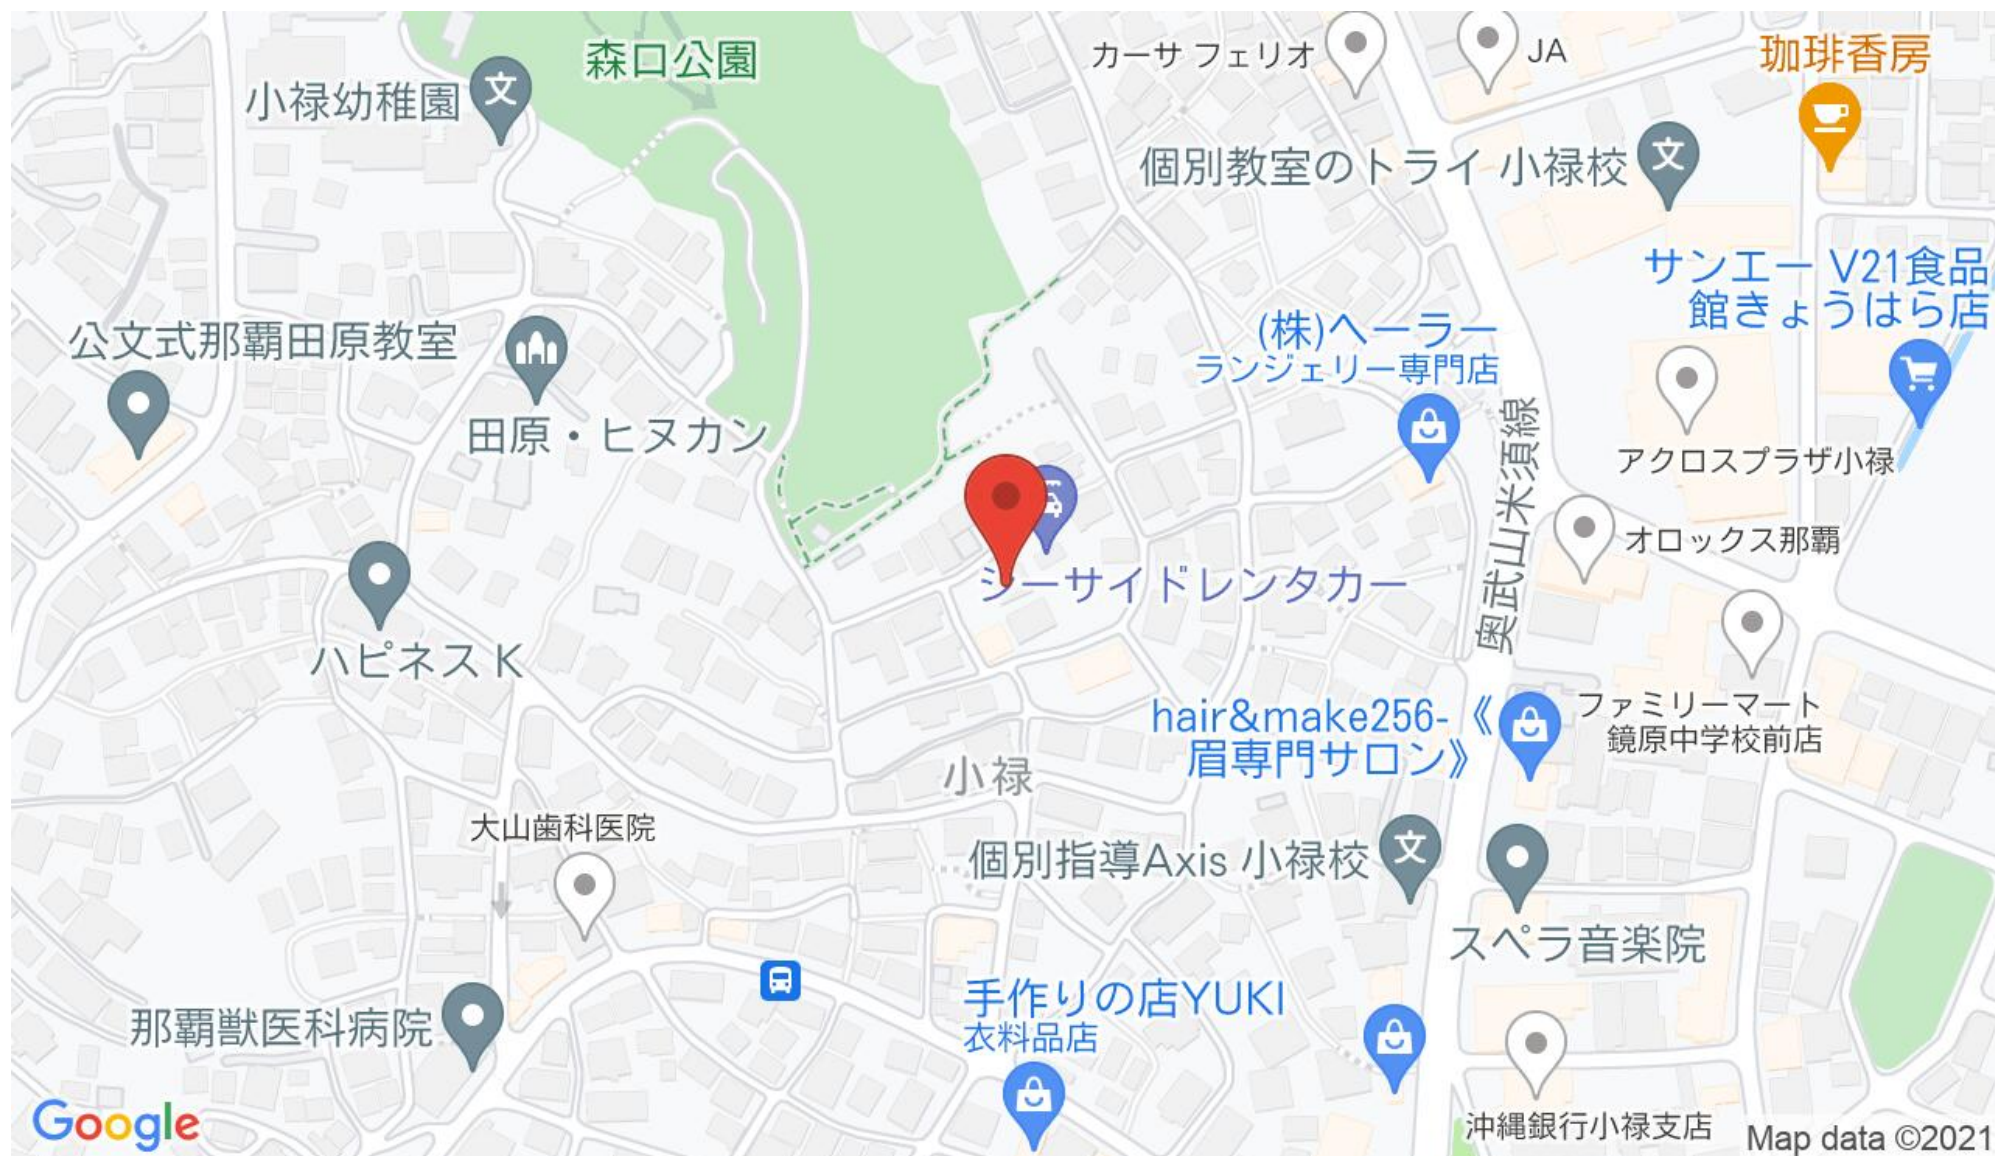 森口公園
カーサ フェリオ
JA
珈琲香房
小禄幼稚園
個別教室のトライ 小禄校
サンエー V21食品
館きょうはら店
公文式那覇田原教室
(株)ヘーラー
ランジェリー専門店
田原・ヒヌカン
奥武山米須線
アクロスプラザ小禄
オロックス那覇
シーサイドレンタカー
ハピネスK
ファミリーマート
鏡原中学校前店
hair&make256-《
眉専門サロン》
小禄
大山歯科医院
個別指導Axis 小禄校
スペラ音楽院
手作りの店YUKI
衣料品店
那覇獣医科病院
沖縄銀行小禄支店
Google
Map data ©2021